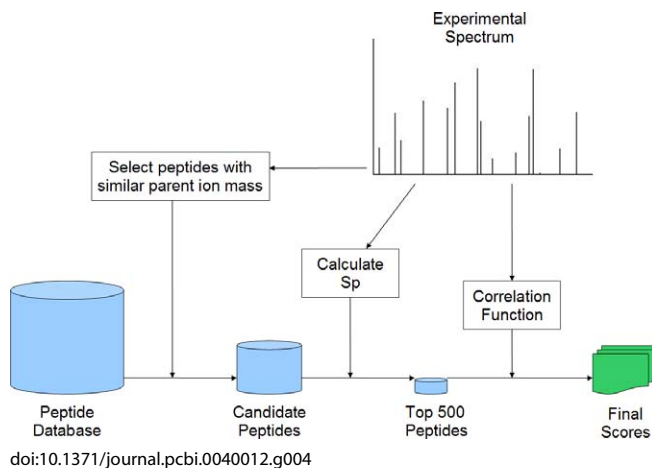 Experimental
Spectrum
Select peptides with
similar parent ion mass
Calculate
Sp
Correlation
Function
Peptide
Database
Candidate
Peptides
Top 500
Peptides
Final
Scores
doi:10.1371/journal.pcbi.0040012.g004